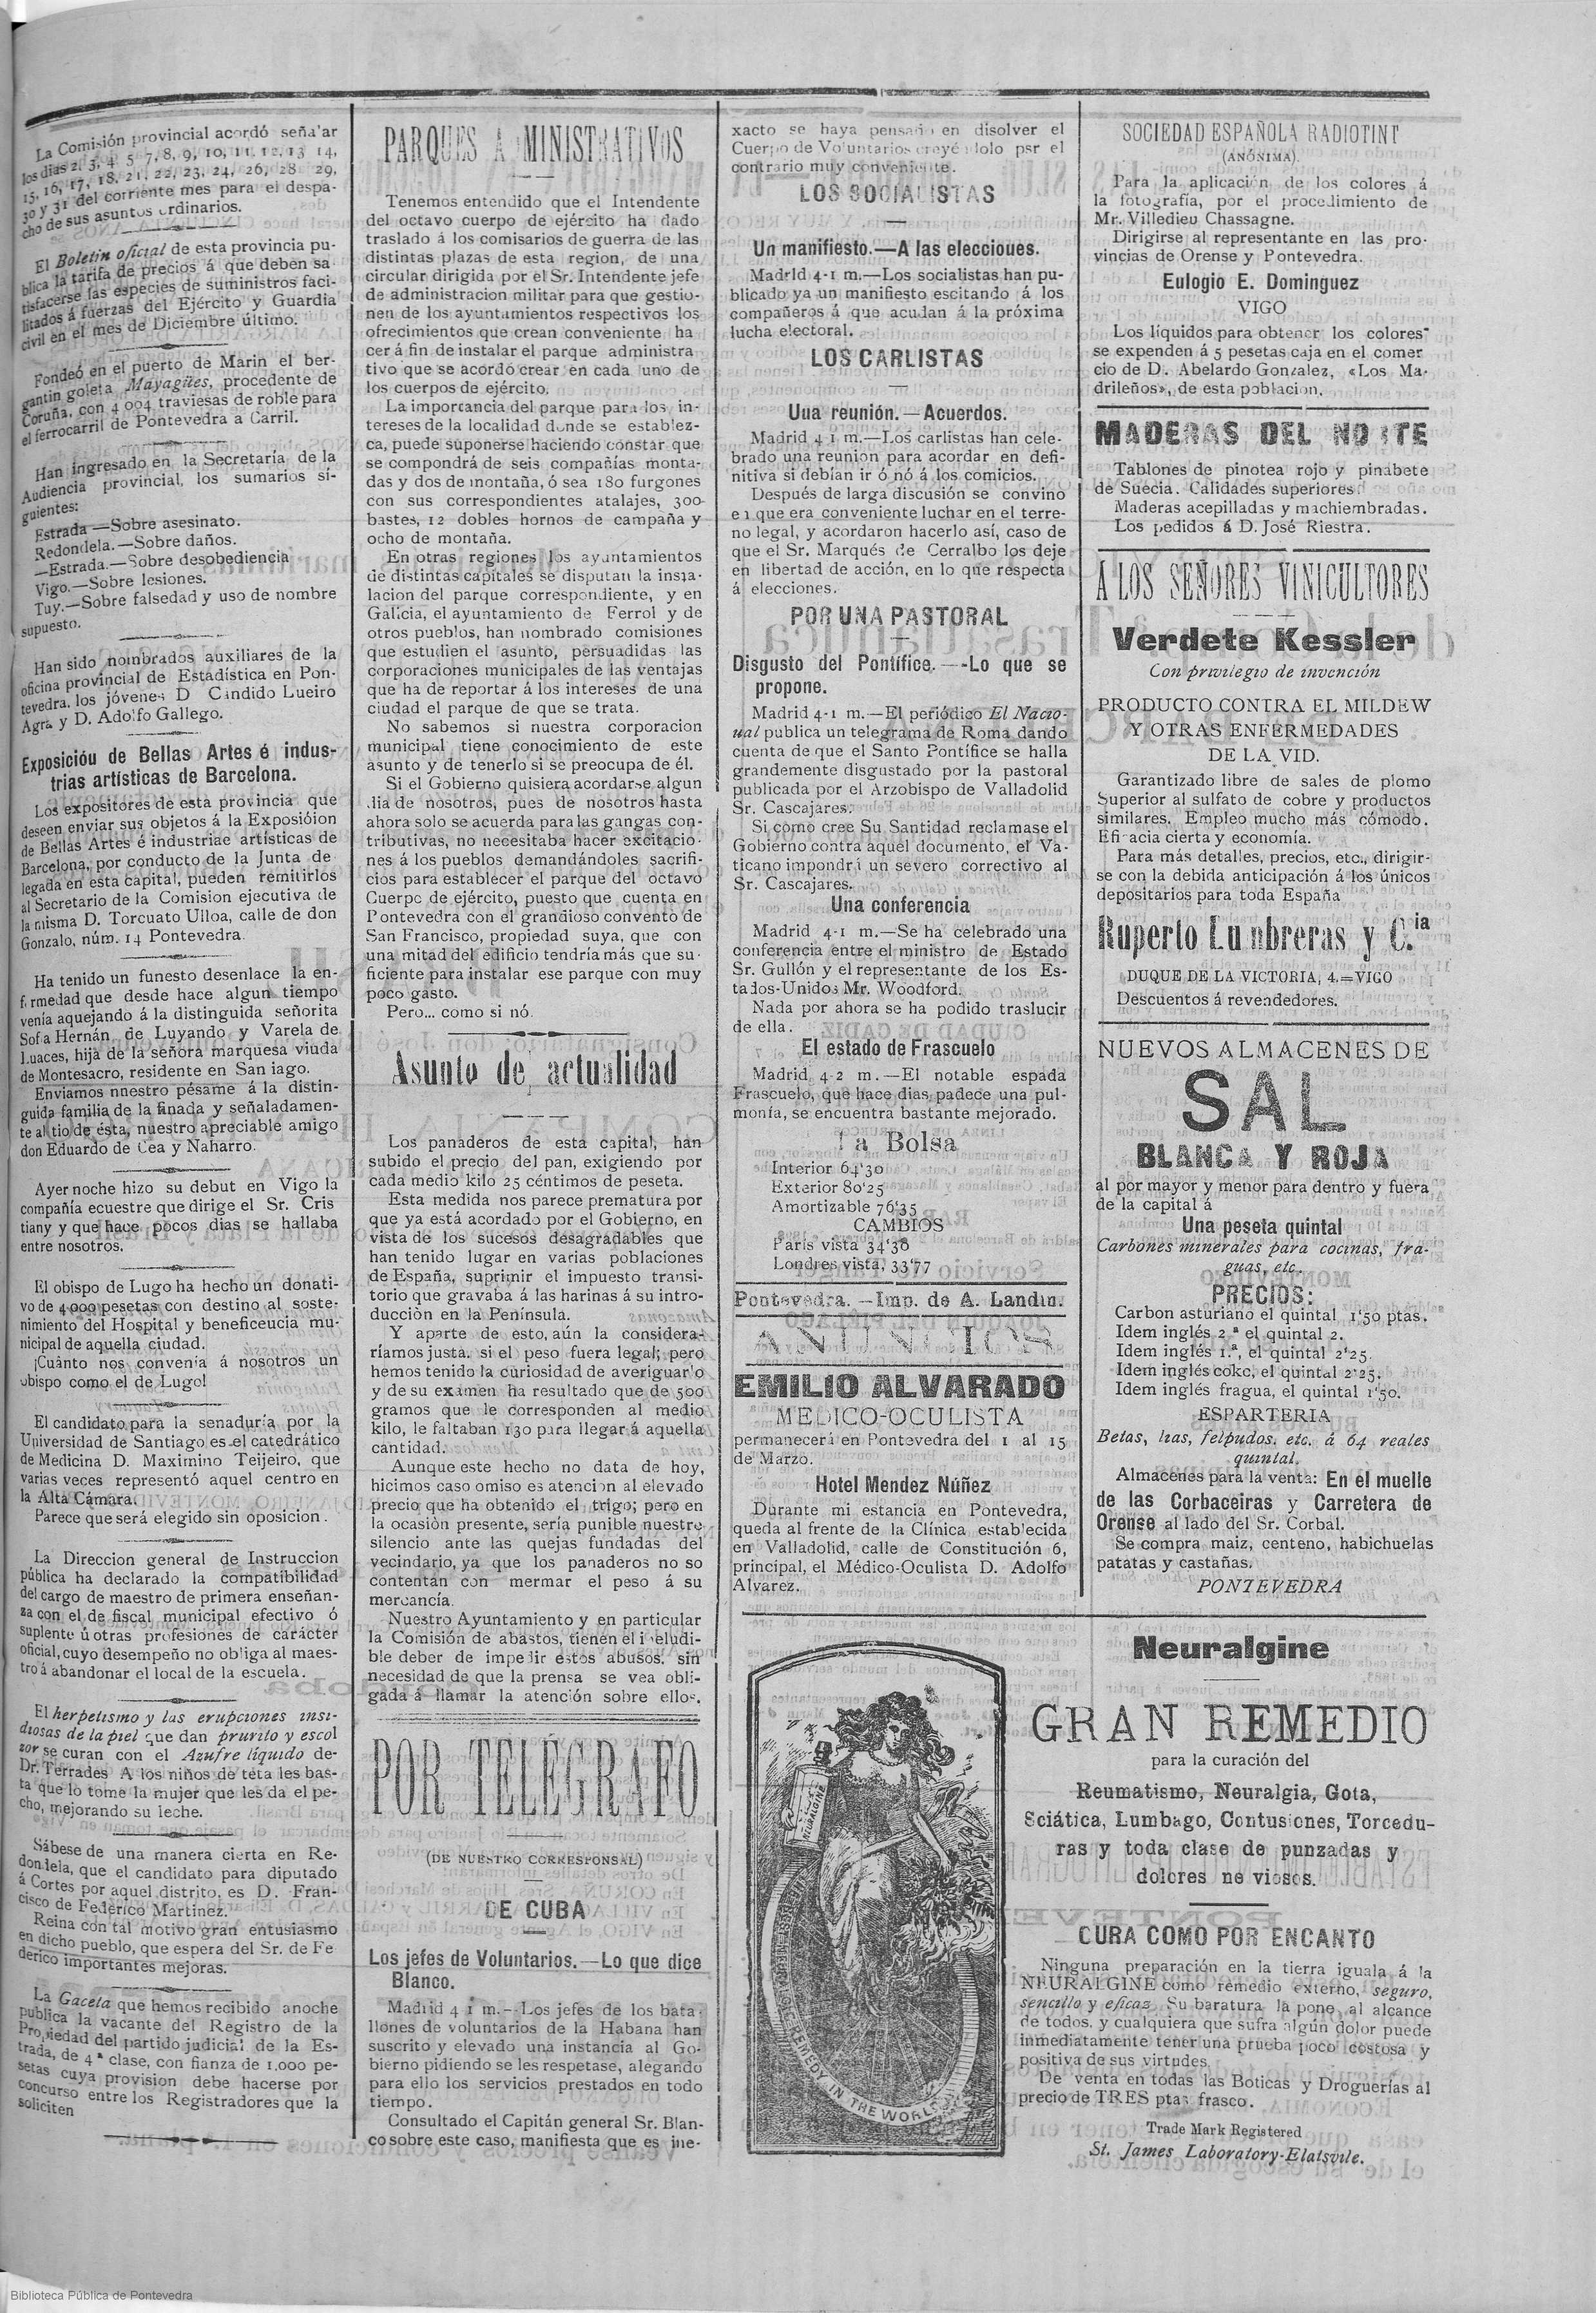 La Comisión provincial acordó seña'ar
los dias 2, 3, 4 5 7, 8, 9, 10, 11, 12, 13 14,
15, 16, 17, 18, 21, 22, 23, 24, 26, 28 29,
30 y 31 del corriente mes para el despa-
cho de sus asuntos ordinarios.
El Boletin oficial de esta provincia pu-
blica la tarifa de precios á que deben sa
tisfacerse las especies de suministros faci-
litados á fuerzas del Ejército y Guardia
civil en el mes de Diciembre último.
Fondeó en el puerto de Marin el ber-
gantin goleta Mayagües, procedente de
Coruña, con 4 004 traviesas de roble para
el ferrocarril de Pontevedra a Carril.
Han ingresado en la Secretaría de la
Audiencia provincial, los sumarios si-
guientes:
Estrada —Sobre asesinato.
Redondela.—Sobre daños.
—Estrada.—Sobre desobediencia
Vigo.—Sobre lesiones.
Tuy.—Sobre falsedad y uso de nombre
supuesto.
Han sido nombrados auxiliares de la
oficina provincial de Estadistica en Pon-
tevedra, los jóvenes D Candido Lueiro
Agra y D. Adolfo Gallego.
Exposicióu de Bellas Artes é indus-
trias artísticas de Barcelona.
Los expositores de esta provincia que
deseen enviar sus objetos á la Exposióion
de Bellas Artes é industriae artísticas de
Barcelona, por conducto de la Junta de
legada en esta capital, pueden remitirlos
al Secretario de la Comision ejecutiva de
la misma D. Torcuato Ulloa, calle de don
Gonzalo, núm. 14 Pontevedra.
Ha tenido un funesto desenlace la en-
f.rmedad que desde hace algun tiempo
venía aquejando á la distinguida señorita
Sof a Hernán, de Luyando y Varela de
Luaces, hija de la señora marquesa viuda
de Montesacro, residente en San iago.
Enviamos nnestro pésame á la distin-
guida familia de la finada y señaladamen-
te al tio de ésta, nuestro apreciable amigo
don Eduardo de Cea y Naharro.
Ayer noche hizo su debut en Vigo la
compañía ecuestre que dirige el Sr. Cris
tiany y que hace pocos dias se hallaba
entre nosotros.
El obispo de Lugo ha hecho un donati-
vo de 4.000 pesetas con destino al soste-
nimiento del Hospital y beneficeucia mu-
nicipal de aquella ciudad.
¡Cuánto nos convenía á nosotros un
obispo como el de Lugo!
El candidato para la senaduría por la
Universidad de Santiago es el catedrático
de Medicina D. Maximino Teijeiro, que
varias veces representó aquel centro en
la Alta Cámara.
Parece que será elegido sin oposicion.
La Direccion general de Instruccion
pública ha declarado la compatibilidad
del cargo de maestro de primera enseñan-
za con el de fiscal municipal efectivo ó
suplente ú otras profesiones de carácter
oficial, cuyo desempeño no obliga al maes-
tro á abandonar el local de la escuela.
El herpetismo y las erupciones insi-
diosas de la piel que dan prurito y escol
zor se curan con el Azufre líquido de-
Dr. Terrades A los niños de teta les bas-
ta que lo tome la mujer que les da el pe-
cho, mejorando su leche.
Sábese de una manera cierta en Re-
dondela, que el candidato para diputado
á Cortes por aquel distrito, es D. Fran-
cisco de Federico Martinez.
Reina con tal motivo gran entusiasmo
en dicho pueblo, que espera del Sr. de Fe
derico importantes mejoras.
La Gaceta que hemos recibido anoche
publica la vacante del Registro de la
Propiedad del partido judicial de la Es-
trada, de 4ª clase, con fianza de 1.000 pe-
setas cuya provision debe hacerse por
concurso entre los Registradores que la
soliciten
PARQUES A MINISTRATIVOS
Tenemos entendido que el Intendente
del octavo cuerpo de ejército ha dado
traslado á los comisarios de guerra de las
distintas plazas de esta region, de una
circular dirigida por el Sr. Intendente jefe
de administracion militar para que gestio-
nen de los ayuntamientos respectivos los
ofrecimientos que crean conveniente ha
cer á fin de instalar el parque administra
tivo que se acordó crear en cada uno de
los cuerpos de ejército.
La importancia del parque para los in-
tereses de la localidad donde se establez-
ca, puede suponerse haciendo constar que
se compondrá de seis compañías monta-
das y dos de montaña, ó sea 180 furgones
con sus correspondientes atalajes, 300
bastes, 12 dobles hornos de campaña y
ocho de montaña.
En otras regiones los ayuntamientos
de distintas capitales se disputan la insta-
lacion del parque correspondiente, y en
Galicia, el ayuntamiento de Ferrol y de
otros pueblos, han nombrado comisiones
que estudien el asunto, persuadidas las
corporaciones municipales de las ventajas
que ha de reportar á los intereses de una
ciudad el parque de que se trata.
No sabemos si nuestra corporacion
municipal tiene conocimiento de este
asunto y de tenerlo si se preocupa de él.
Si el Gobierno quisiera acordarse algun
dia de nosotros, pues de nosotros hasta
ahora solo se acuerda para las gangas con-
tributivas, no necesitaba hacer excitacio-
nes á los pueblos demandándoles sacrifi-
cios para establecer el parque del octavo
Cuerpo de ejército, puesto que cuenta en
Pontevedra con el grandioso convento de
San Francisco, propiedad suya, que con
una mitad del edificio tendría más que su-
ficiente para instalar ese parque con muy
poco gasto.
Pero... como si nó.
Asunto de actualidad
Los panaderos de esta capital, han
subido el precio del pan, exigiendo por
cada medio kilo 25 céntimos de peseta.
Esta medida nos parece prematura por
que ya está acordado por el Gobierno, en
vista de los sucesos desagradables que
han tenido lugar en varias poblaciones
de España, suprimir el impuesto transi-
torio que gravaba á las harinas á su intro-
ducciòn en la Península.
Y aparte de esto, aún la considera-
ríamos justa, si el peso fuera legal; pero
hemos tenido la curiosidad de averiguar'o
y de su exámen ha resultado que de 500
gramos que le corresponden al medio
kilo, le faltaban 130 para llegar á aquella
cantidad.
Aunque este hecho no data de hoy,
hicimos caso omiso es atencion al elevado
precio que ha obtenido el trigo; pero en
la ocasiòn presente, sería punible nuestro
silencio ante las quejas fundadas del
vecindario, ya que los panaderos no so
contentan con mermar el peso á su
mercancía.
Nuestro Ayuntamiento y en particular
la Comisión de abastos, tienen el i eludi-
ble deber de impedir estos abusos. sin
necesidad de que la prensa se vea obli-
gada á llamar la atención sobre ellos.
POR TELÉGRAFO
(DE NUESTRO CORRESPONSAL)
DE CUBA
Los jefes de Voluntarios.—Lo que dice
Blanco.
Madrid 4 1 m.—Los jefes de los bata-
llones de voluntarios de la Habana han
suscrito y elevado una instancia al Go-
bierno pidiendo se les respetase, alegando
para ello los servicios prestados en todo
tiempo.
Consultado el Capitán general Sr. Blan-
co sobre este caso, manifiesta que es ine-
xacto se haya pensado en disolver el
Cuerpo de Voluntarios creyé dolo psr el
contrario muy conveniente.
LOS SOCIALISTAS
Un manifiesto.—A las eleccioues.
MadrId 4-1 m.—Los socialistas han pu-
blicado ya un manifiesto escitando á los
compañeros á que acudan á la próxima
lucha electoral.
LOS CARLISTAS
Uua reunión.—Acuerdos.
Madrid 4 1 m.—Los carlistas han cele-
brado una reunion para acordar en defi-
nitiva si debían ir ó nó á los comicios.
Después de larga discusión se convino
en que era conveniente luchar en el terre-
no legal, y acordaron hacerlo así, caso de
que el Sr. Marqués de Cerralbo los deje
en libertad de acción, en lo que respecta
á elecciones.
POR UNA PASTORAL
Disgusto del Pontífice.—-Lo que se
propone.
Madrid 4-1 m.—El periódico El Nacio-
ual publica un telegrama de Roma dando
cuenta de que el Santo Pontífice se halla
grandemente disgustado por la pastoral
publicada por el Arzobispo de Valladolid
Sr. Cascajares.
Si como cree Su Santidad reclamase el
Gobierno contra aquel documento, el Va-
ticano impondrá un severo correctivo al
Sr. Cascajares.
Una conferencia
Madrid 4-1 m.—Se ha celebrado una
conferencia entre el ministro de Estado
Sr. Gullón y el representante de los Es-
tados-Unidos Mr. Woodford.
Nada por ahora se ha podido traslucir
de ella.
El estado de Frascuelo
Madrid 4-2 m.—El notable espada
Frascuelo, que hace dias padece una pul-
monía, se encuentra bastante mejorado.
La Bolsa
Interior 64'30
Exterior 80'25
Amortizable 76'35
CAMBIOS
París vista 34'38
Londres vista, 33'77
Pontevedra.—Imp. de A. Landin.
ANUNCIOS
EMILIO ALVARADO
MEDICO-OCULISTA
permanecerá en Pontevedra del 1 al 15
de Marzo.
Hotel Mendez Núñez
Durante mi estancia en Pontevedra,
queda al frente de la Clínica estab'ecida
en Valladolid, calle de Constitución 6,
principal, el Médico-Oculista D. Adolfo
Alvarez.
SOCIEDAD ESPAÑOLA RADIOTINT
(ANÓNIMA).
Para la aplicación de los colores á
la fotografía, por el procedimiento de
Mr. Villedieu Chassagne.
Dirigirse al representante en las pro-
vincias de Orense y Pontevedra.
Eulogio E. Dominguez
VIGO
Los líquidos para obtener los colores
se expenden á 5 pesetas caja en el comer
cio de D. Abelardo Gonzalez, «Los Ma-
drileños», de esta poblacion.
MADERAS DEL NORTE
Tablones de pinotea rojo y pinabete
de Suecia. Calidades superiores.
Maderas acepilladas y machiembradas.
Los pedidos á D. José Riestra.
A LOS SEÑORES VINICULTORES
Verdete Kessler
Con privilegio de invención
PRODUCTO CONTRA EL MILDEW
Y OTRAS ENFERMEDADES
DE LA VID.
Garantizado libre de sales de plomo
Superior al sulfato de cobre y productos
similares. Empleo mucho más cómodo.
Efi acia cierta y economía.
Para más detalles, precios, etc., dirigir-
se con la debida anticipación á los únicos
depositarios para toda España
Ruperto Lumbreras y C.ia
DUQUE DE LA VICTORIA, 4.=VIGO
Descuentos á revendedores.
NUEVOS ALMACENES DE
SAL
BLANCA Y ROJA
al por mayor y menor para dentro y fuera
de la capital á
Una peseta quintal
Carbones minerales para cocinas, fra-
guas, etc.
PRECIOS:
Carbon asturiano el quintal 1'50 ptas.
Idem inglés 2 ª el quintal 2.
Idem inglés 1.ª, el quintal 2'25.
Idem inglés cokc, el quintal 2'25.
Idem inglés fragua, el quintal 1'50.
ESPARTERIA
Betas, lias, felpudos, etc. á 64 reales
quintal.
Almacenes para la venta: En el muelle
de las Corbaceiras y Carretera de
Orense al lado del Sr. Corbal.
Se compra maiz, centeno, habichuelas
patatas y castañas.
PONTEVEDRA
NEURALGINE
REMEDY IN THE WORLD
Neuralgine
GRAN REMEDIO
para la curación del
Reumatismo, Neuralgia, Gota,
Sciática, Lumbago, Contusiones, Torcedu-
ras y toda clase de punzadas y
dolores ne viosos.
CURA COMO POR ENCANTO
Ninguna preparación en la tierra iguala á la
NEURALGINE como remedio externo, seguro,
sencillo y eficaz Su baratura la pone al alcance
de todos, y cualquiera que sufra algún dolor puede
inmediatamente tener una prueba poco costosa y
positiva de sus virtudes.
De venta en todas las Boticas y Droguerías al
precio de TRES ptas frasco.
Trade Mark Registered
St. James Laboratory-Elatsvile.
Biblioteca Pública de Pontevedra